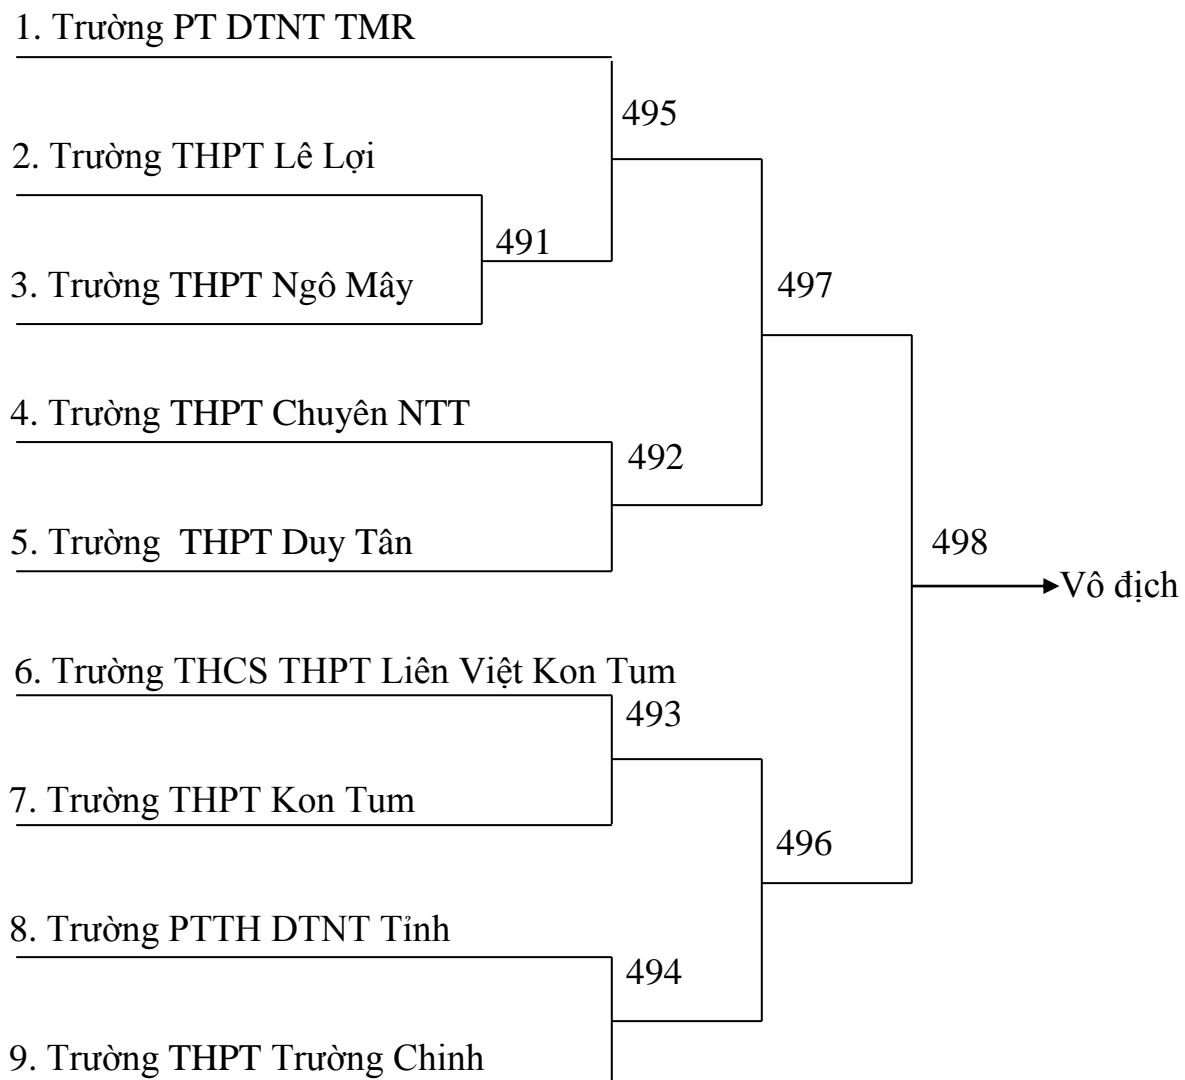 1. Trường PT DTNT TMR
495
2. Trường THPT Lê Lợi
491
3. Trường THPT Ngô Mây
497
4. Trường THPT Chuyên NTT
492
5. Trường  THPT Duy Tân
498
Vô địch
6. Trường THCS THPT Liên Việt Kon Tum
493
7. Trường THPT Kon Tum
496
8. Trường PTTH DTNT Tỉnh
494
9. Trường THPT Trường Chinh